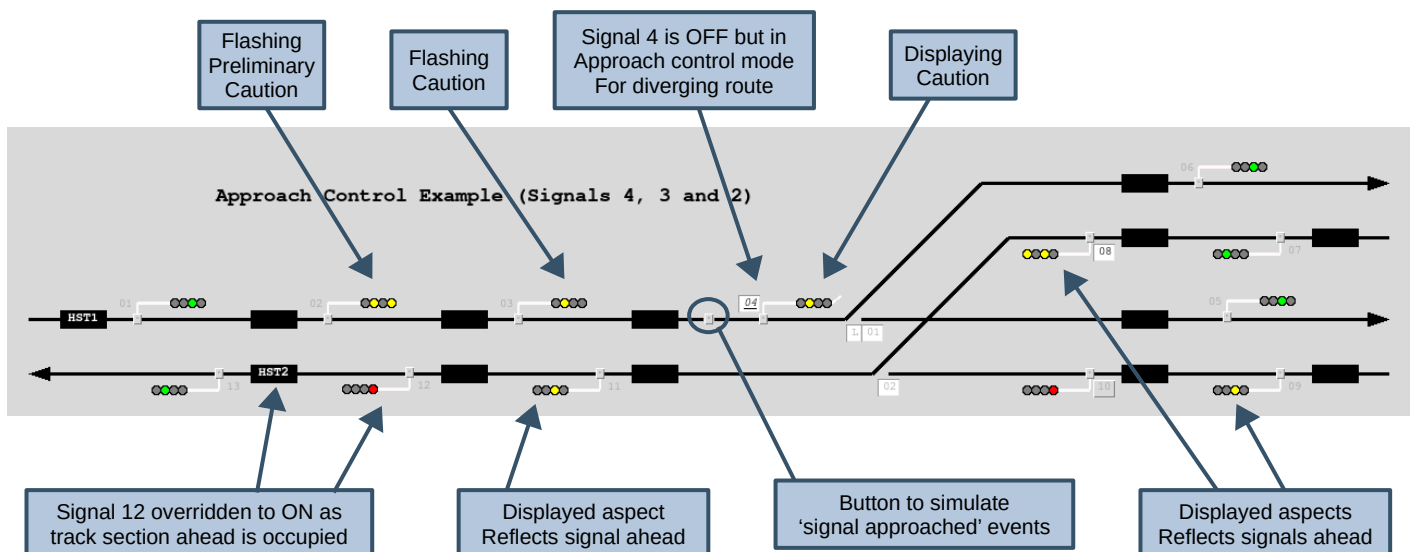 Flashing
Preliminary
Caution
Flashing
Caution
Signal 4 is OFF but in
Approach control mode
For diverging route
Displaying
Caution
Approach Control Example (Signals 4, 3 and 2)
06
08
07
01
02
03
04
05
HST1
01
HST2
13
12
11
02
10
09
Signal 12 overridden to ON as
track section ahead is occupied
Displayed aspect
Reflects signal ahead
Button to simulate
‘signal approached’ events
Displayed aspects
Reflects signals ahead